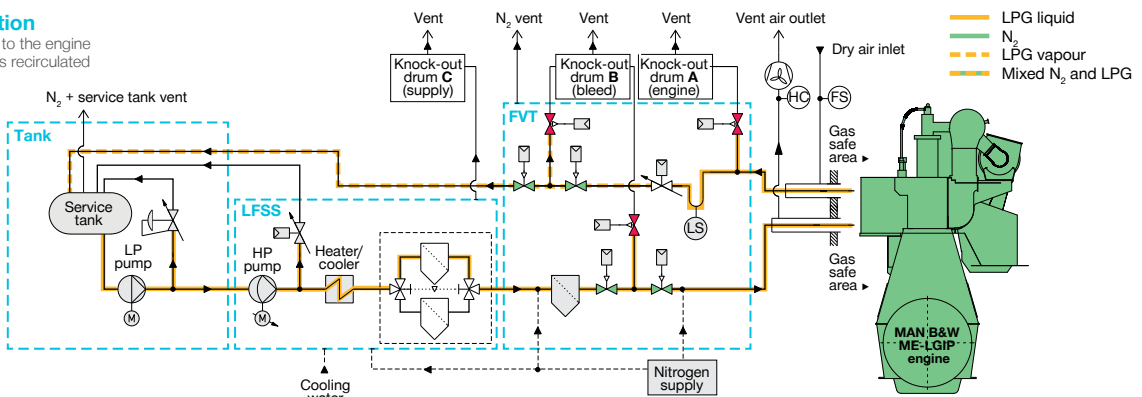 tion
to the engine
s recirculated
Vent
N2 vent
Vent
Vent
Vent air outlet
LPG liquid
N2
LPG vapour
Mixed N2 and LPG
Dry air inlet
Knock-out
drum C
(supply)
Knock-out
drum B
(bleed)
Knock-out
drum A
(engine)
HC
FS
N2 + service tank vent
Tank
FVT
Gas
safe
area
Service
tank
LFSS
LS
LP
pump
HP
pump
Heater/
cooler
Gas
safe
area
M
M
MAN B&W
ME-LGIP
engine
Nitrogen
supply
Cooling
water